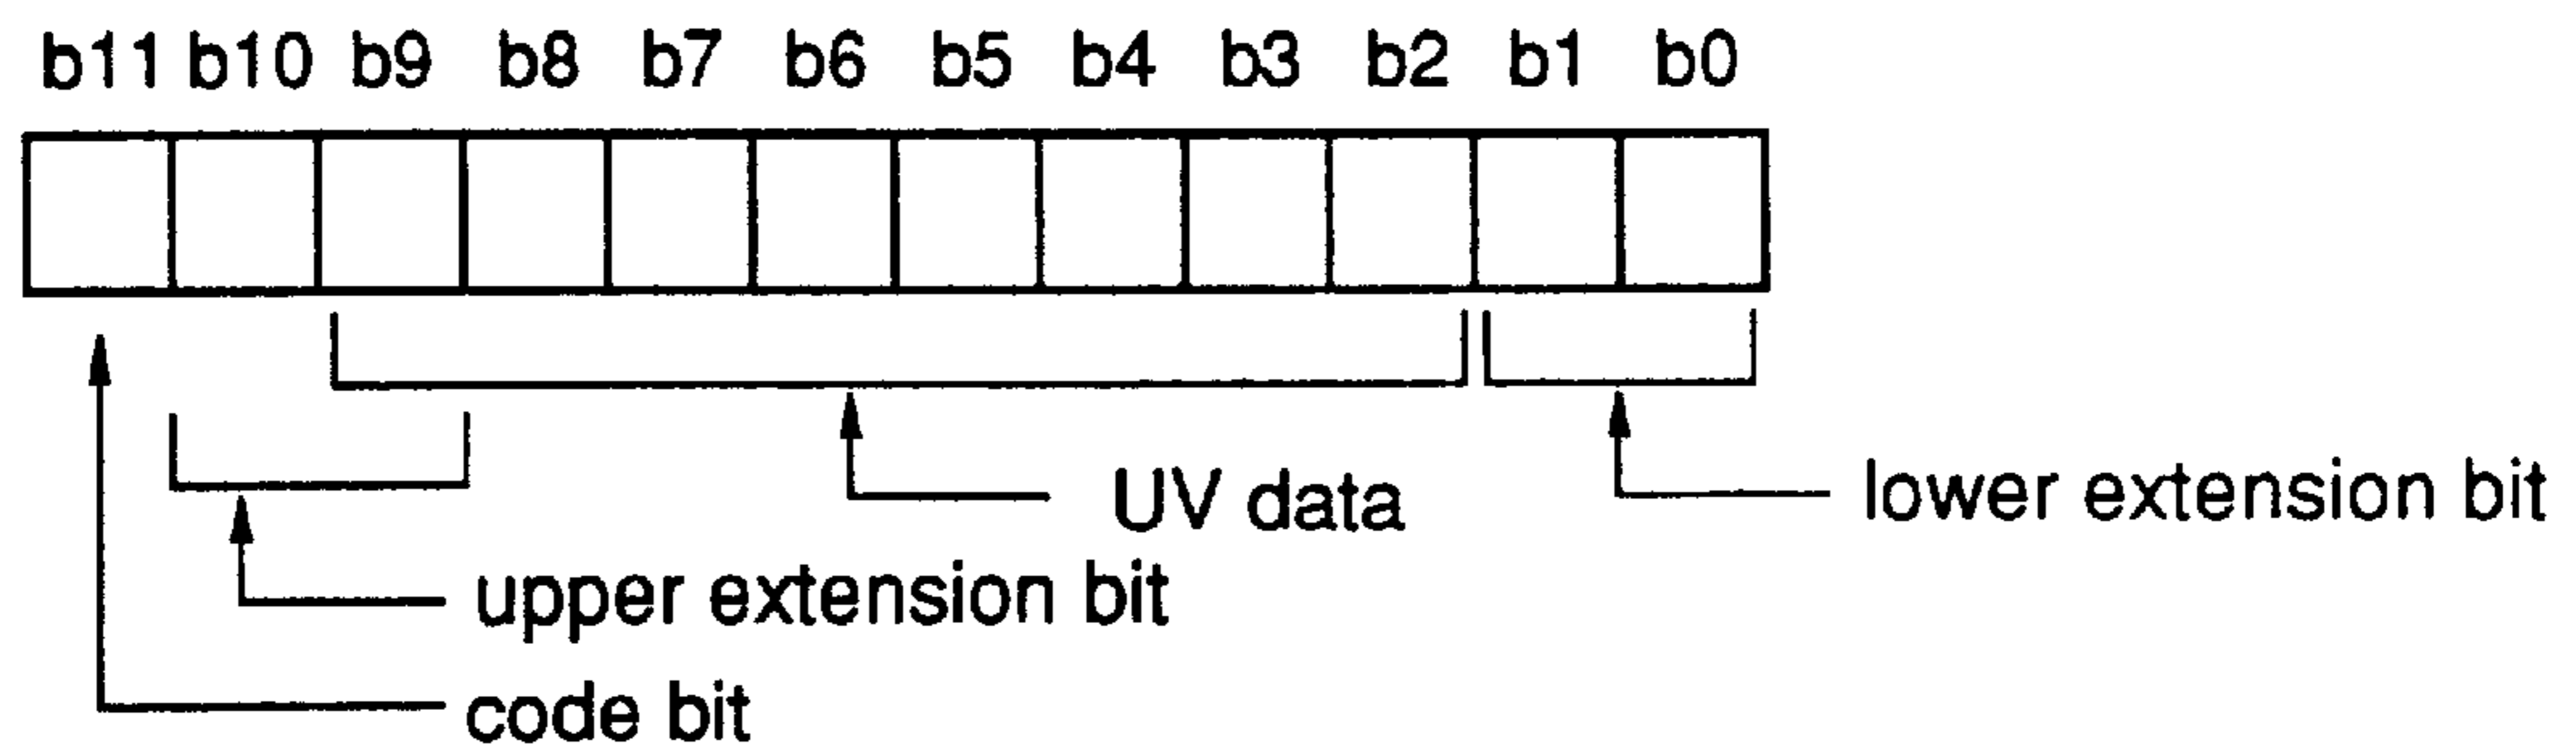 b11 b10 b9 b8 b7 b6 b5 b4 b3 b2 b1 b0
UV data
lower extension bit
upper extension bit
code bit